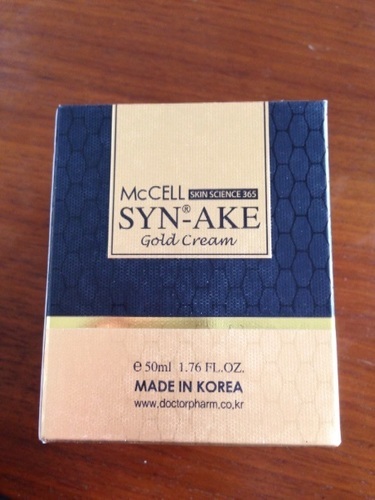 McCELL SKIN SCIENCE 365
SYN®-AKE
Gold Cream
℮ 50ml 1.76 FL.OZ.
MADE IN KOREA
www.doctorpharm.co,kr